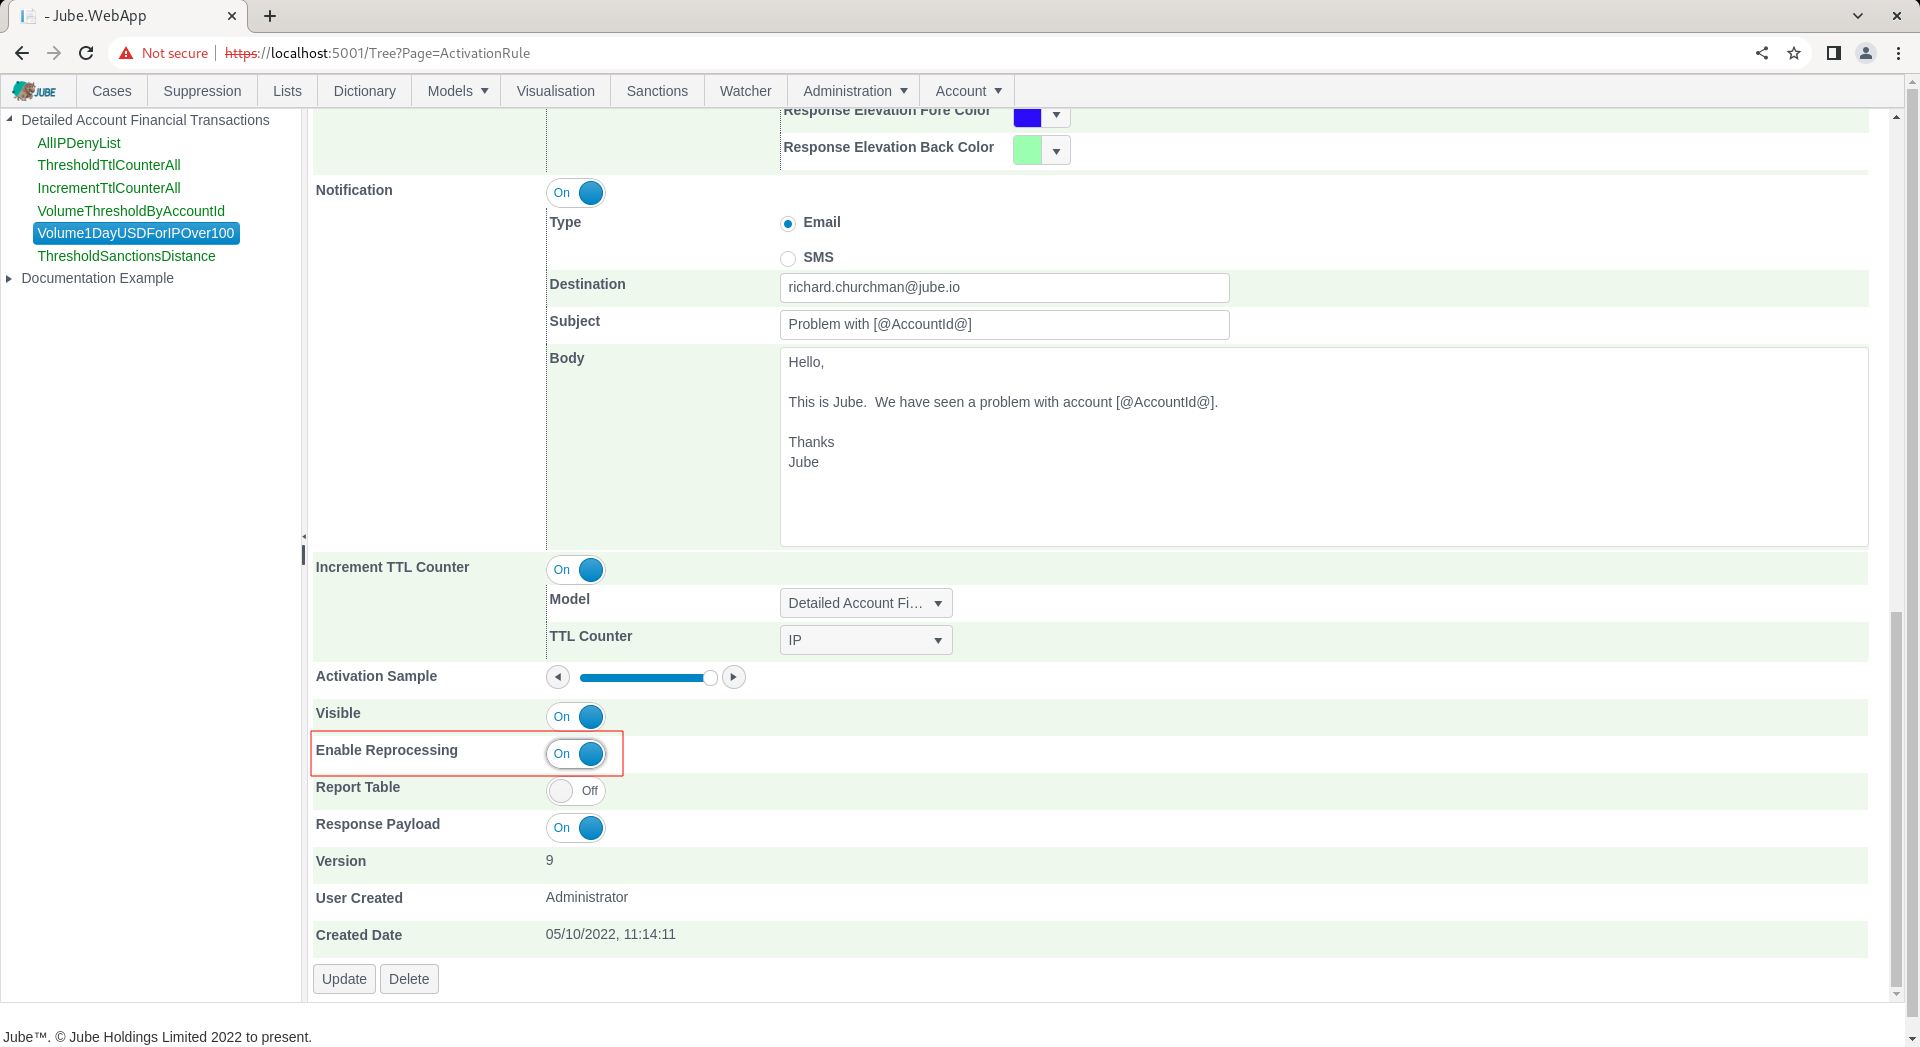 - Jube.WebApp
Not secure
https://localhost:5001/Tree?Page=ActivationRule
JUBE
Cases
Suppression
Lists
Dictionary
Models
Visualisation
Sanctions
Watcher
Administration
Account
Detailed Account Financial Transactions
AllIPDenyList
ThresholdTtlCounterAll
IncrementTtlCounterAll
VolumeThresholdByAccountId
Volume1DayUSDForIPOver100
ThresholdSanctionsDistance
Documentation Example
Response Elevation Fore Color
Response Elevation Back Color
Notification
On
Type
Email
SMS
Destination
richard.churchman@jube.io
Subject
Problem with [@AccountId@]
Body
Hello,
This is Jube.  We have seen a problem with account [@AccountId@].
Thanks
Jube
Increment TTL Counter
On
Model
Detailed Account Fi...
TTL Counter
IP
Activation Sample
Visible
On
Enable Reprocessing
On
Report Table
Off
Response Payload
On
Version
9
User Created
Administrator
Created Date
05/10/2022, 11:14:11
Update
Delete
Jube™. © Jube Holdings Limited 2022 to present.